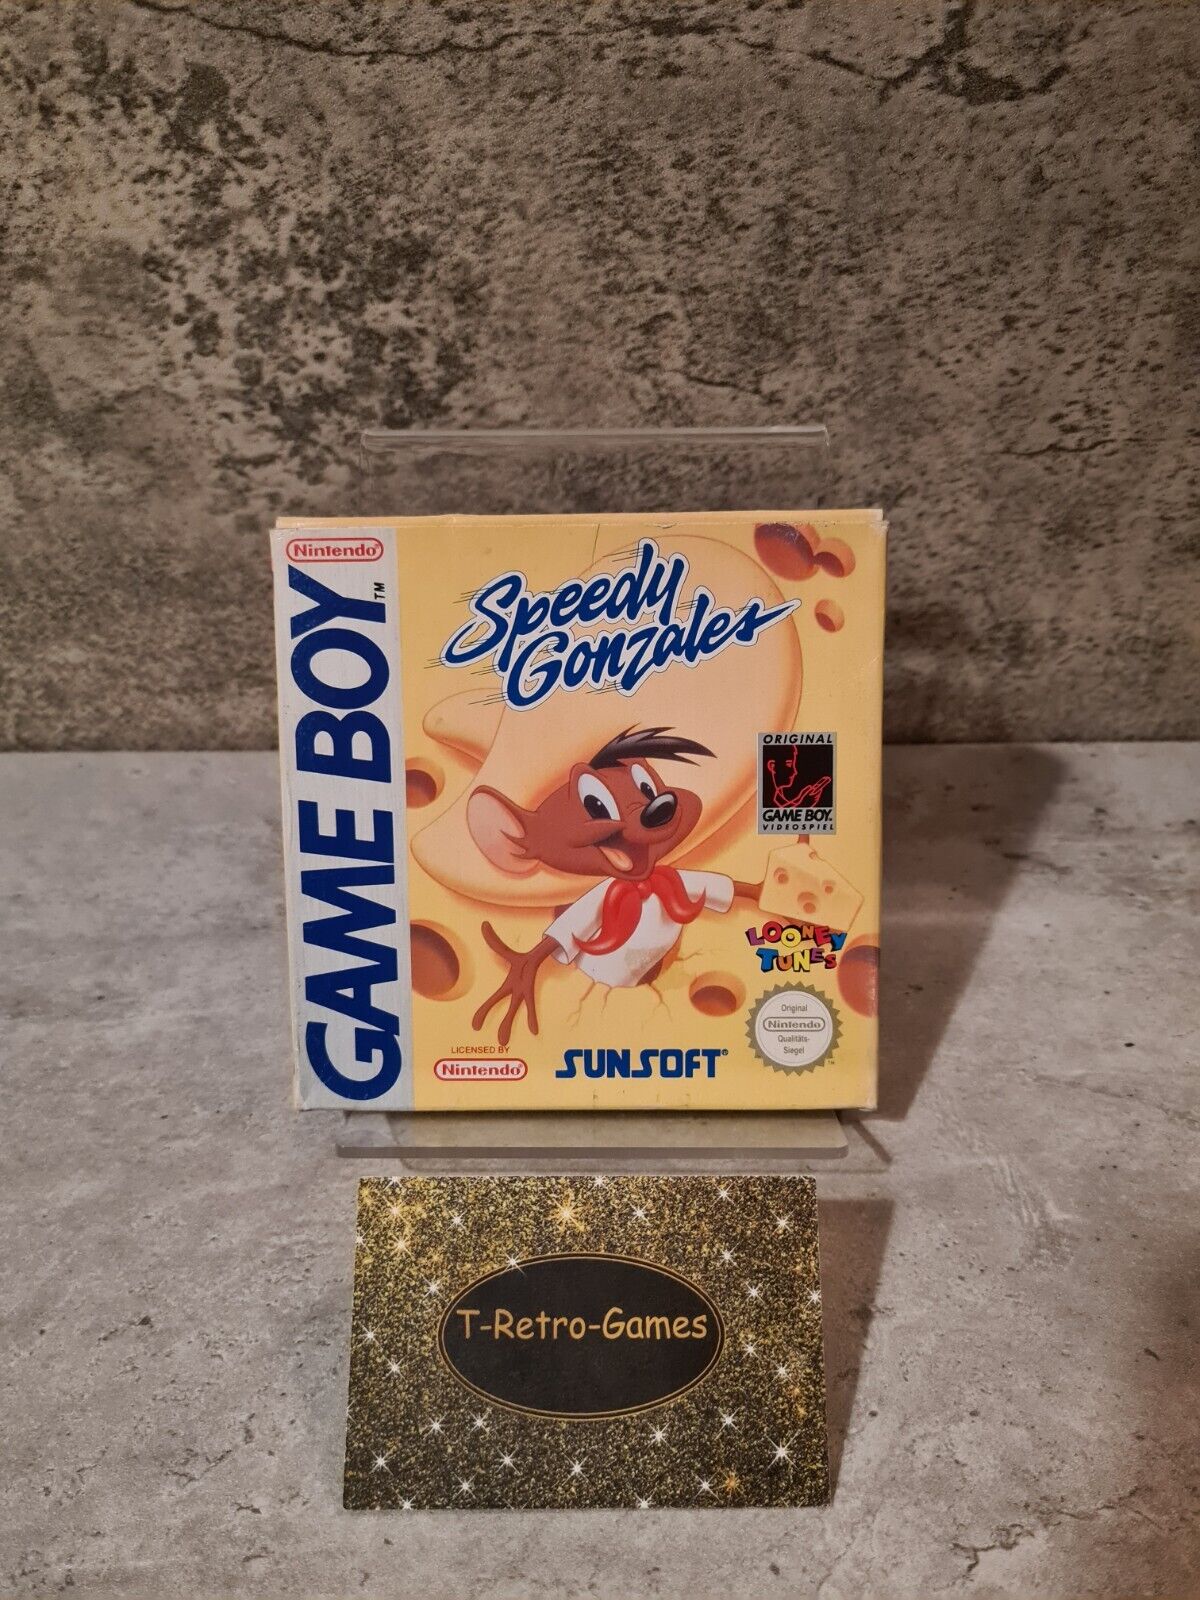 Nintendo®
GAME BOY™
Speedy
Gonzales
ORIGINAL
GAME BOY.
VIDEOSPIEL
LOONEY
TUNES
Original
Nintendo
Qualitäts-
Siegel
TM
LICENSED BY
Nintendo®
SUNSOFT®
T-Retro-Games